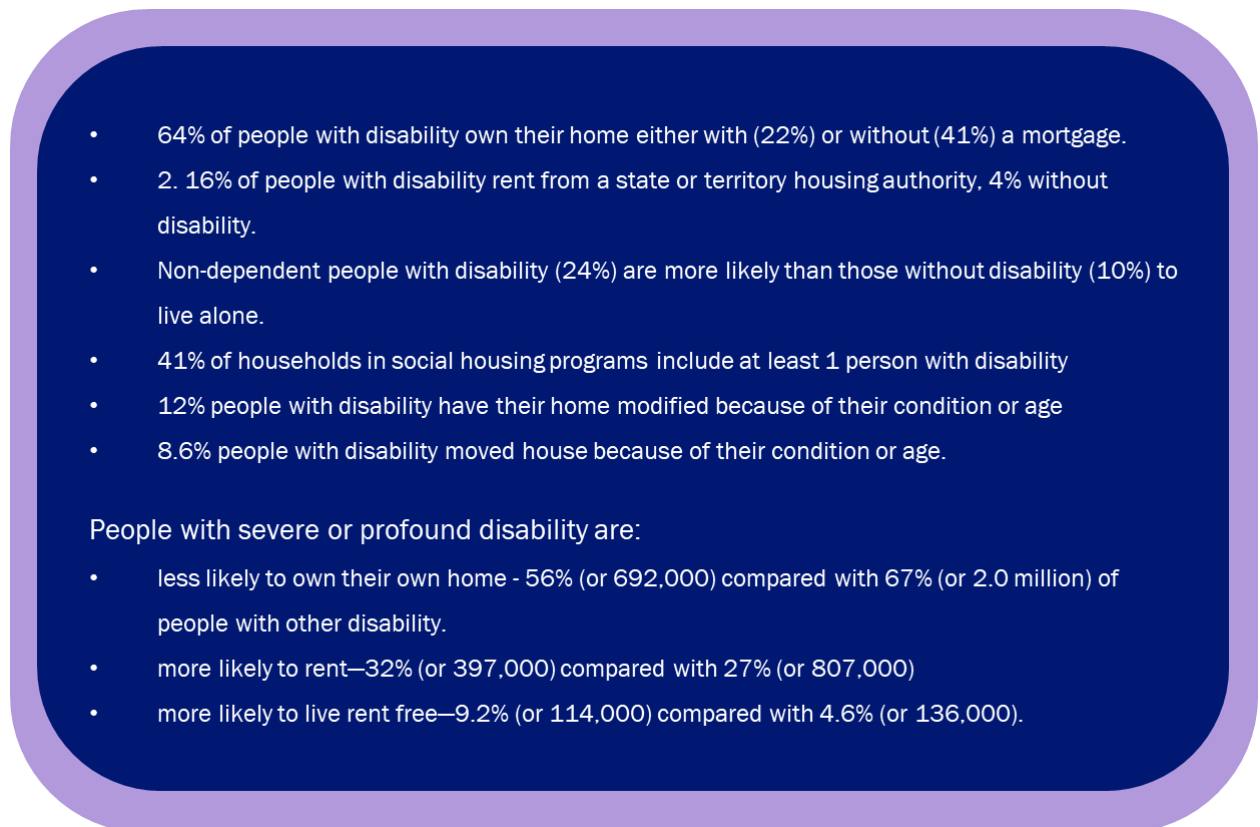 • 64% of people with disability own their home either with (22%) or without (41%) a mortgage.
• 2. 16% of people with disability rent from a state or territory housing authority, 4% without
disability.
• Non-dependent people with disability (24%) are more likely than those without disability (10%) to
live alone.
• 41% of households in social housing programs include at least 1 person with disability
• 12% people with disability have their home modified because of their condition or age
• 8.6% people with disability moved house because of their condition or age.
People with severe or profound disability are:
• less likely to own their own home - 56% (or 692,000) compared with 67% (or 2.0 million) of
people with other disability.
• more likely to rent—32% (or 397,000) compared with 27% (or 807,000)
• more likely to live rent free—9.2% (or 114,000) compared with 4.6% (or 136,000).